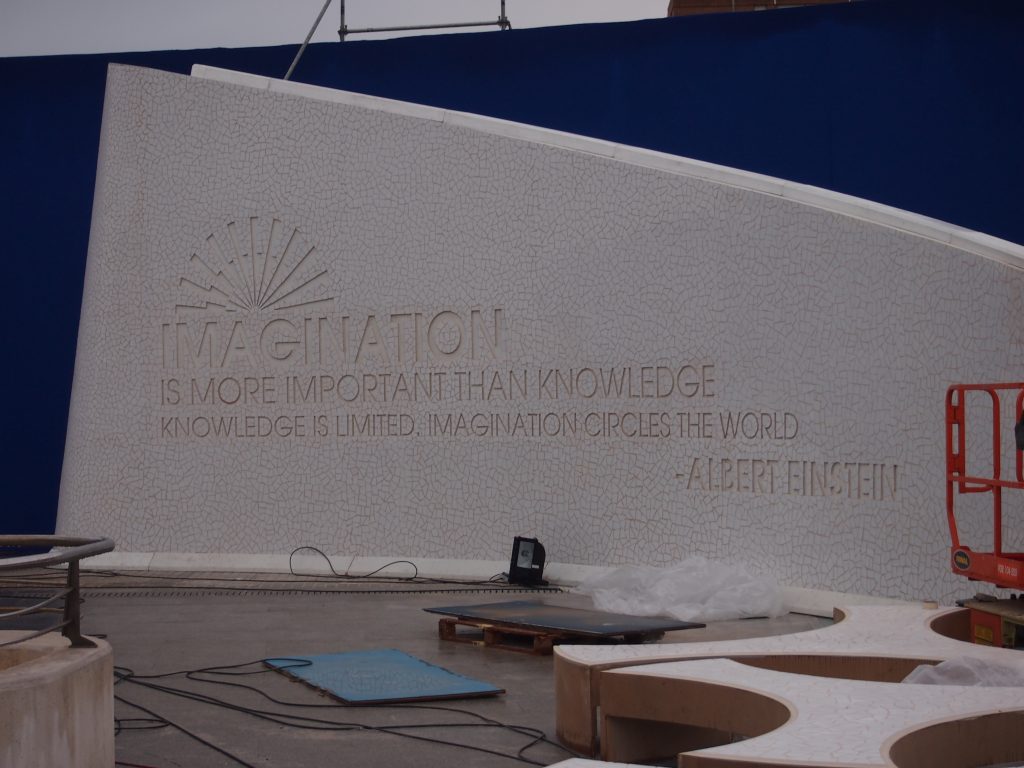 IMAGINATION
IS MORE IMPORTANT THAN KNOWLEDGE
KNOWLEDGE IS LIMITED. IMAGINATION CIRCLES THE WORLD
-ALBERT EINSTEIN